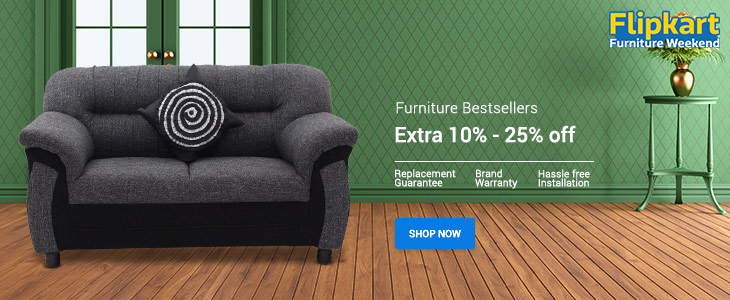 Flipkart
Furniture Weekend
Furniture Bestsellers
Extra 10% - 25% off
Replacement Guarantee
Brand Warranty
Hassle free Installation
SHOP NOW